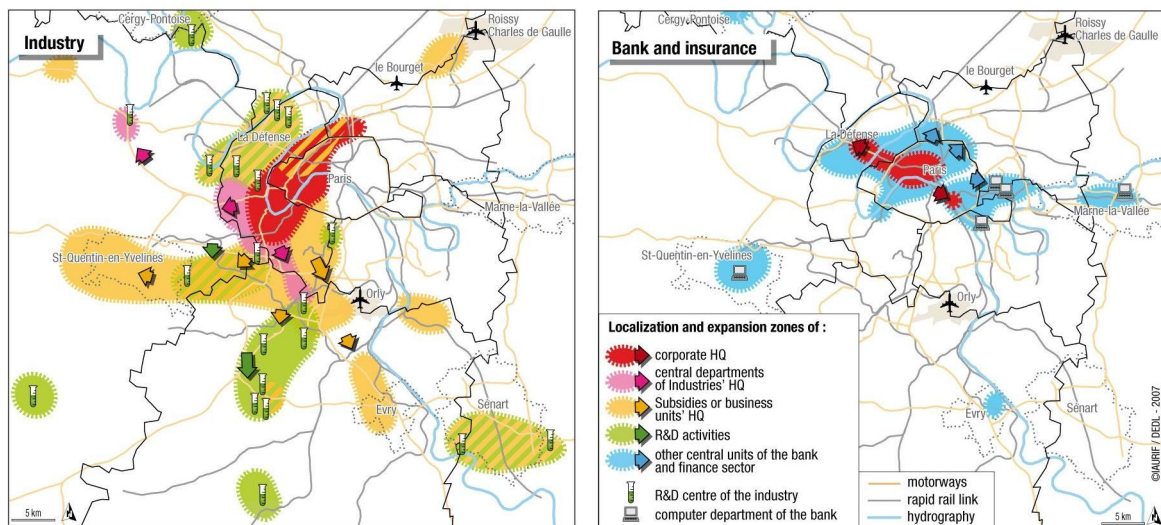 Cergy-Pontoise
Industry
Roissy
Charles de Gaulle
le Bourget
La Défense
Paris
Marne-la-Vallée
St-Quentin-en-Yvelines
Orly
Evry
Sénart
5 km
Cergy-Pontoise
Bank and insurance
Roissy
Charles de Gaulle
le Bourget
La Défense
Paris
Marne-la-Vallée
St-Quentin-en-Yvelines
Orly
Evry
Sénart
Localization and expansion zones of :
corporate HQ
central departments
of Industries' HQ
Subsidies or business
units' HQ
R&D activities
other central units of the bank
and finance sector
R&D centre of the industry
computer department of the bank
motorways
rapid rail link
hydrography
5 km
©IAURIF / DEDL - 2007